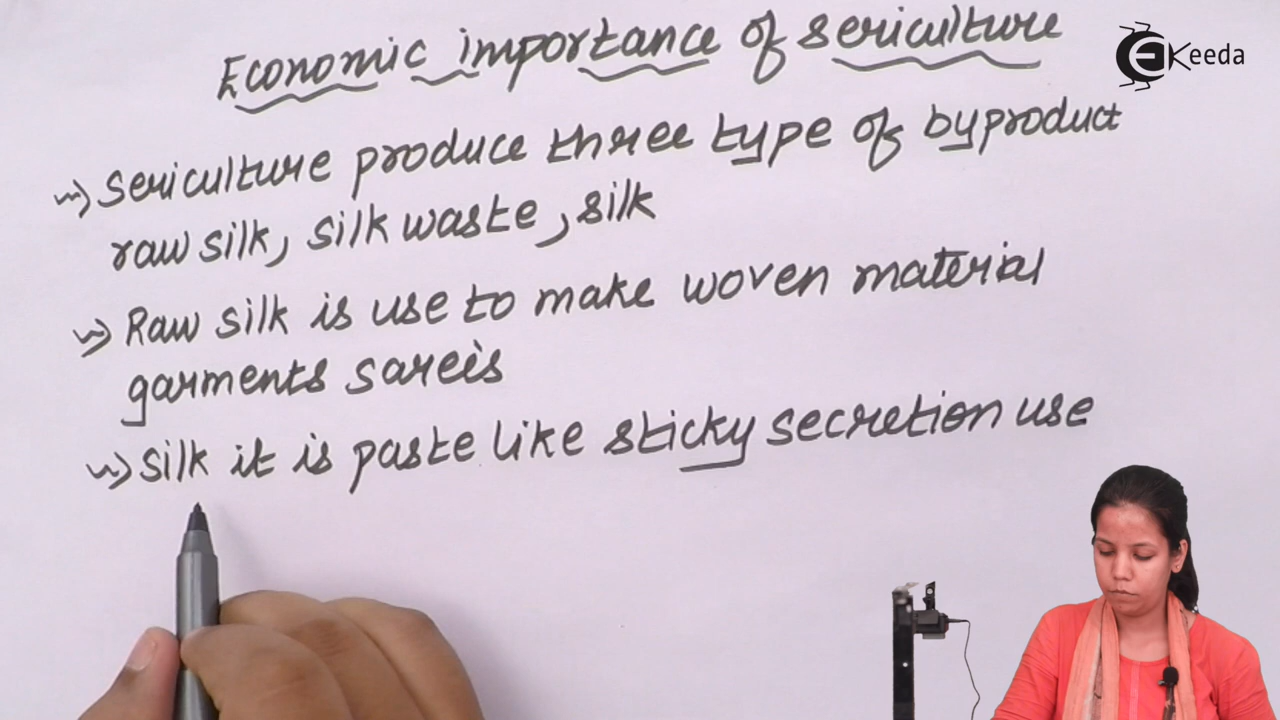 Economic importance of sericulture
EKeeda
~> Sericulture produce three type of byproduct
raw silk, silk waste, silk
~> Raw silk is use to make woven material
garments sareis
~> silk it is paste like sticky secretion use